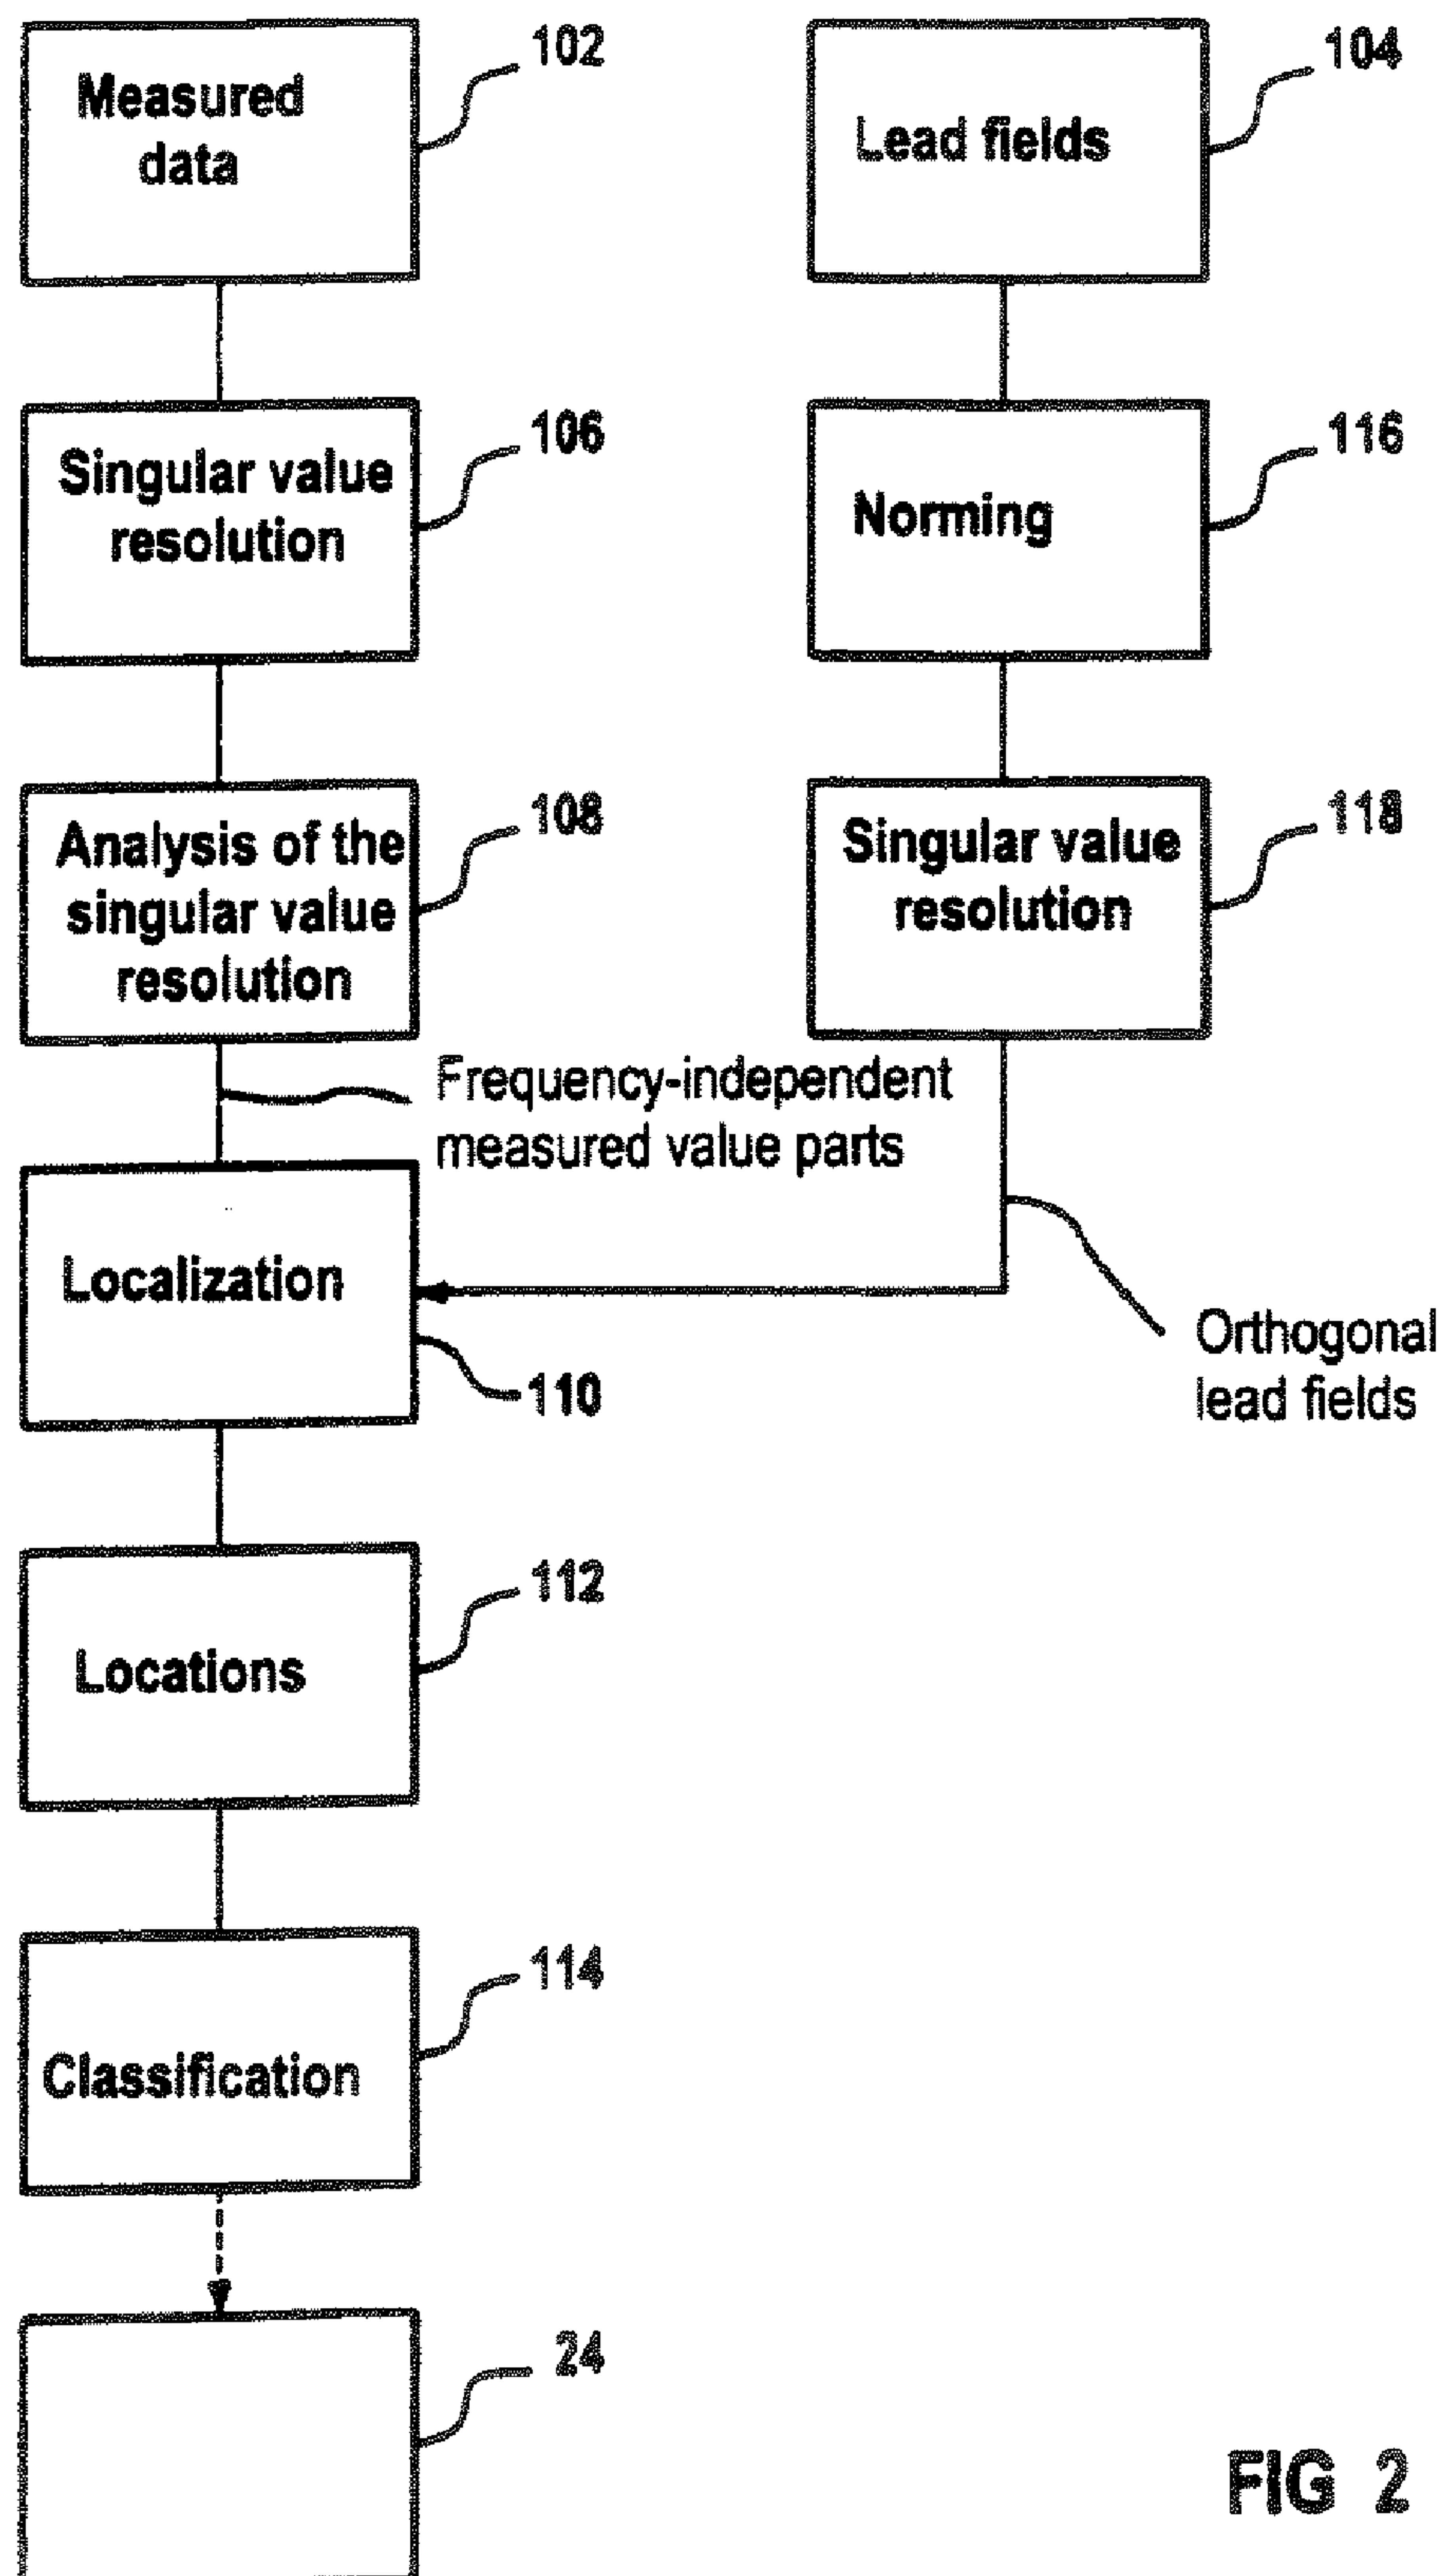 102
Measured
data
104
Lead fields
106
Singular value
resolution
116
Norming
108
Analysis of the
singular value
resolution
118
Singular value
resolution
Frequency-independent
measured value parts
Localization
110
Orthogonal
lead fields
112
Locations
114
Classification
24
FIG 2